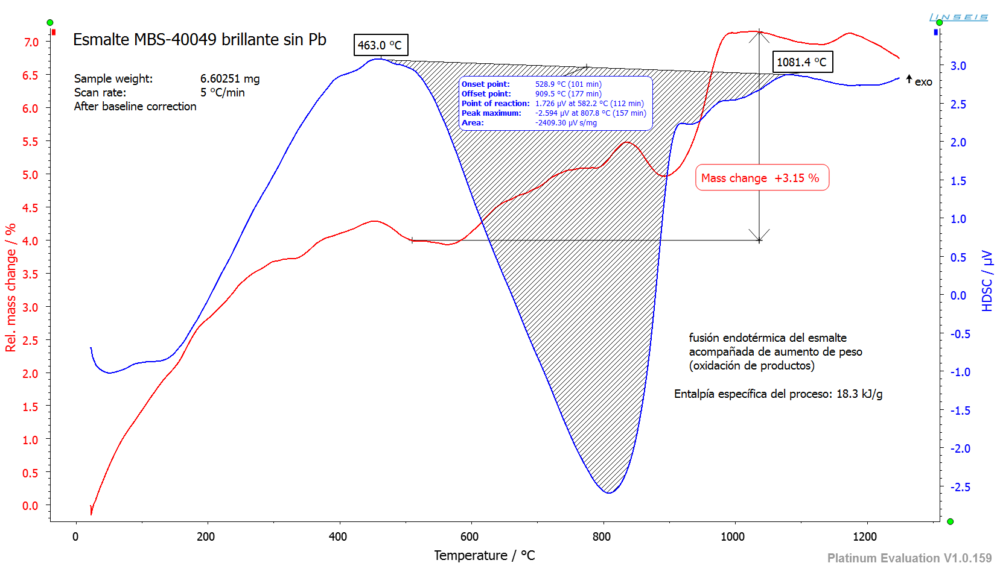 LINSEIS
Esmalte MBS-40049 brillante sin Pb
463.0 °C
1081.4 °C
Sample weight: 6.60251 mg
Scan rate: 5 °C/min
After baseline correction
exo
Onset point: 528.9 °C (101 min)
Offset point: 909.5 °C (177 min)
Point of reaction: 1.726 µV at 582.2 °C (112 min)
Peak maximum: -2.594 µV at 807.8 °C (157 min)
Area: -2409.30 µV s/mg
Mass change +3.15 %
fusión endotérmica del esmalte
acompañada de aumento de peso
(oxidación de productos)
Entalpía específica del proceso: 18.3 kJ/g
Rel. mass change / %
7.0
6.5
6.0
5.5
5.0
4.5
4.0
3.5
3.0
2.5
2.0
1.5
1.0
0.5
0.0
HDSC / µV
3.0
2.5
2.0
1.5
1.0
0.5
0.0
-0.5
-1.0
-1.5
-2.0
-2.5
0 200 400 600 800 1000 1200
Temperature / °C
Platinum Evaluation V1.0.159